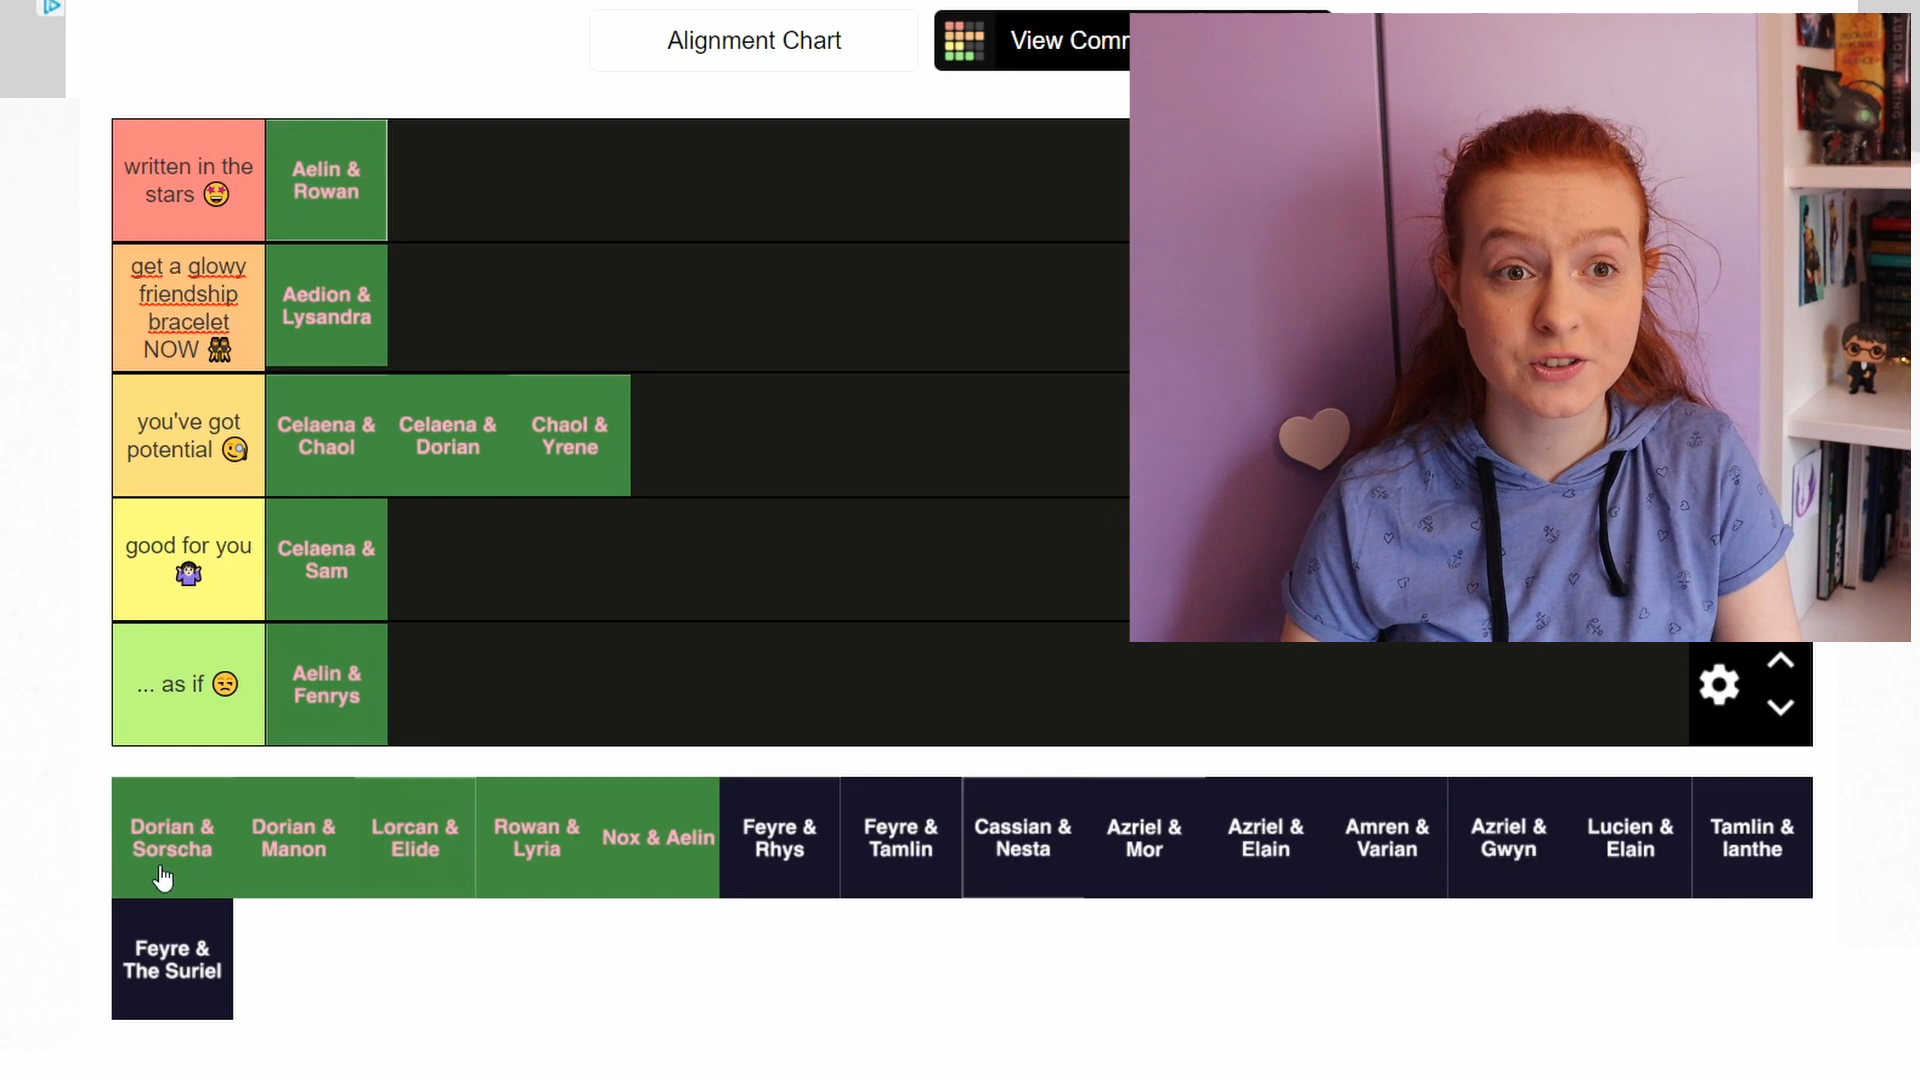 Alignment Chart
View Comm
written in the
stars 🤩
Aelin &
Rowan
get a glowy
friendship
bracelet
NOW 👯
Aedion &
Lysandra
you've got
potential 🧐
Celaena &
Chaol
Celaena &
Dorian
Chaol &
Yrene
good for you
🤷🏻‍♀️
Celaena &
Sam
... as if 😒
Aelin &
Fenrys
Dorian &
Sorscha
Dorian &
Manon
Lorcan &
Elide
Rowan &
Lyria
Nox & Aelin
Feyre &
Rhys
Feyre &
Tamlin
Cassian &
Nesta
Azriel &
Mor
Azriel &
Elain
Amren &
Varian
Azriel &
Gwyn
Lucien &
Elain
Tamlin &
Ianthe
Feyre &
The Suriel